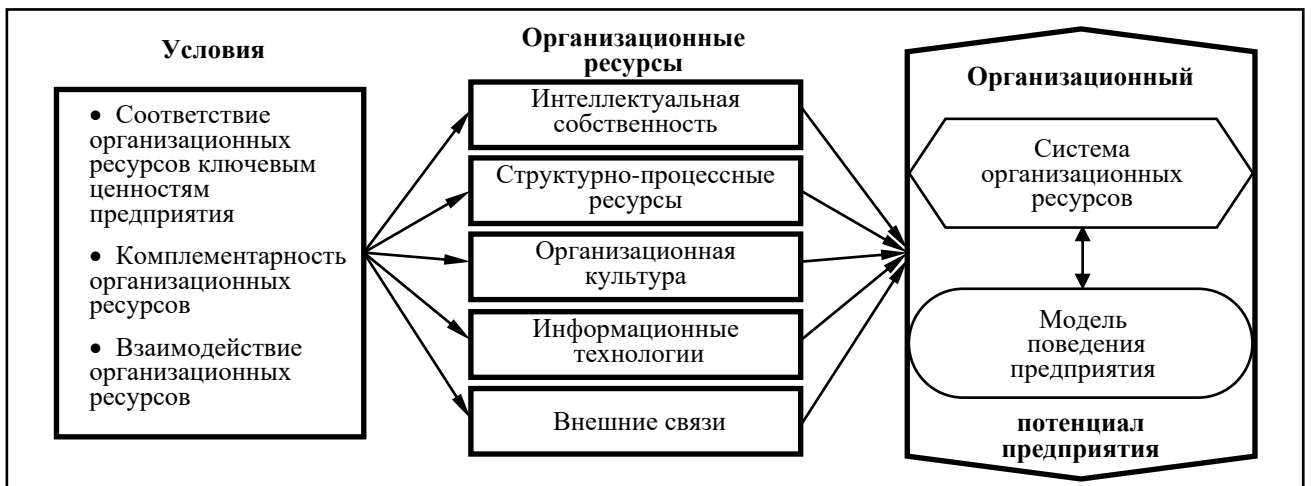 Условия
• Соответствие
организационных
ресурсов ключевым
ценностям
предприятия
• Комплементарность
организационных
ресурсов
• Взаимодействие
организационных
ресурсов
Организационные
ресурсы
Интеллектуальная
собственность
Структурно-процессные
ресурсы
Организационная
культура
Информационные
технологии
Внешние связи
Организационный
Система
организационных
ресурсов
Модель
поведения
предприятия
потенциал
предприятия